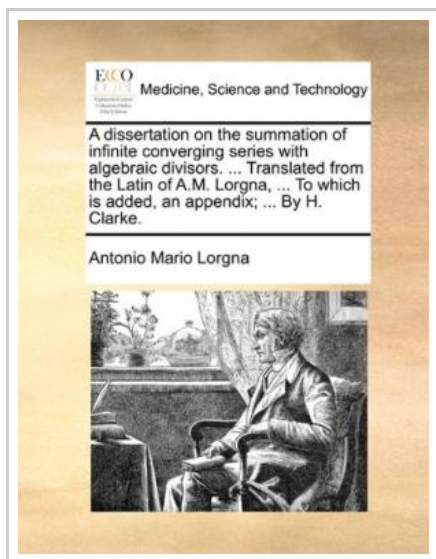 ECCO
Medicine, Science and Technology
A dissertation on the summation of
infinite converging series with
algebraic divisors. ... Translated from
the Latin of A.M. Lorgna, ... To which
is added, an appendix; ... By H.
Clarke.
Antonio Mario Lorgna